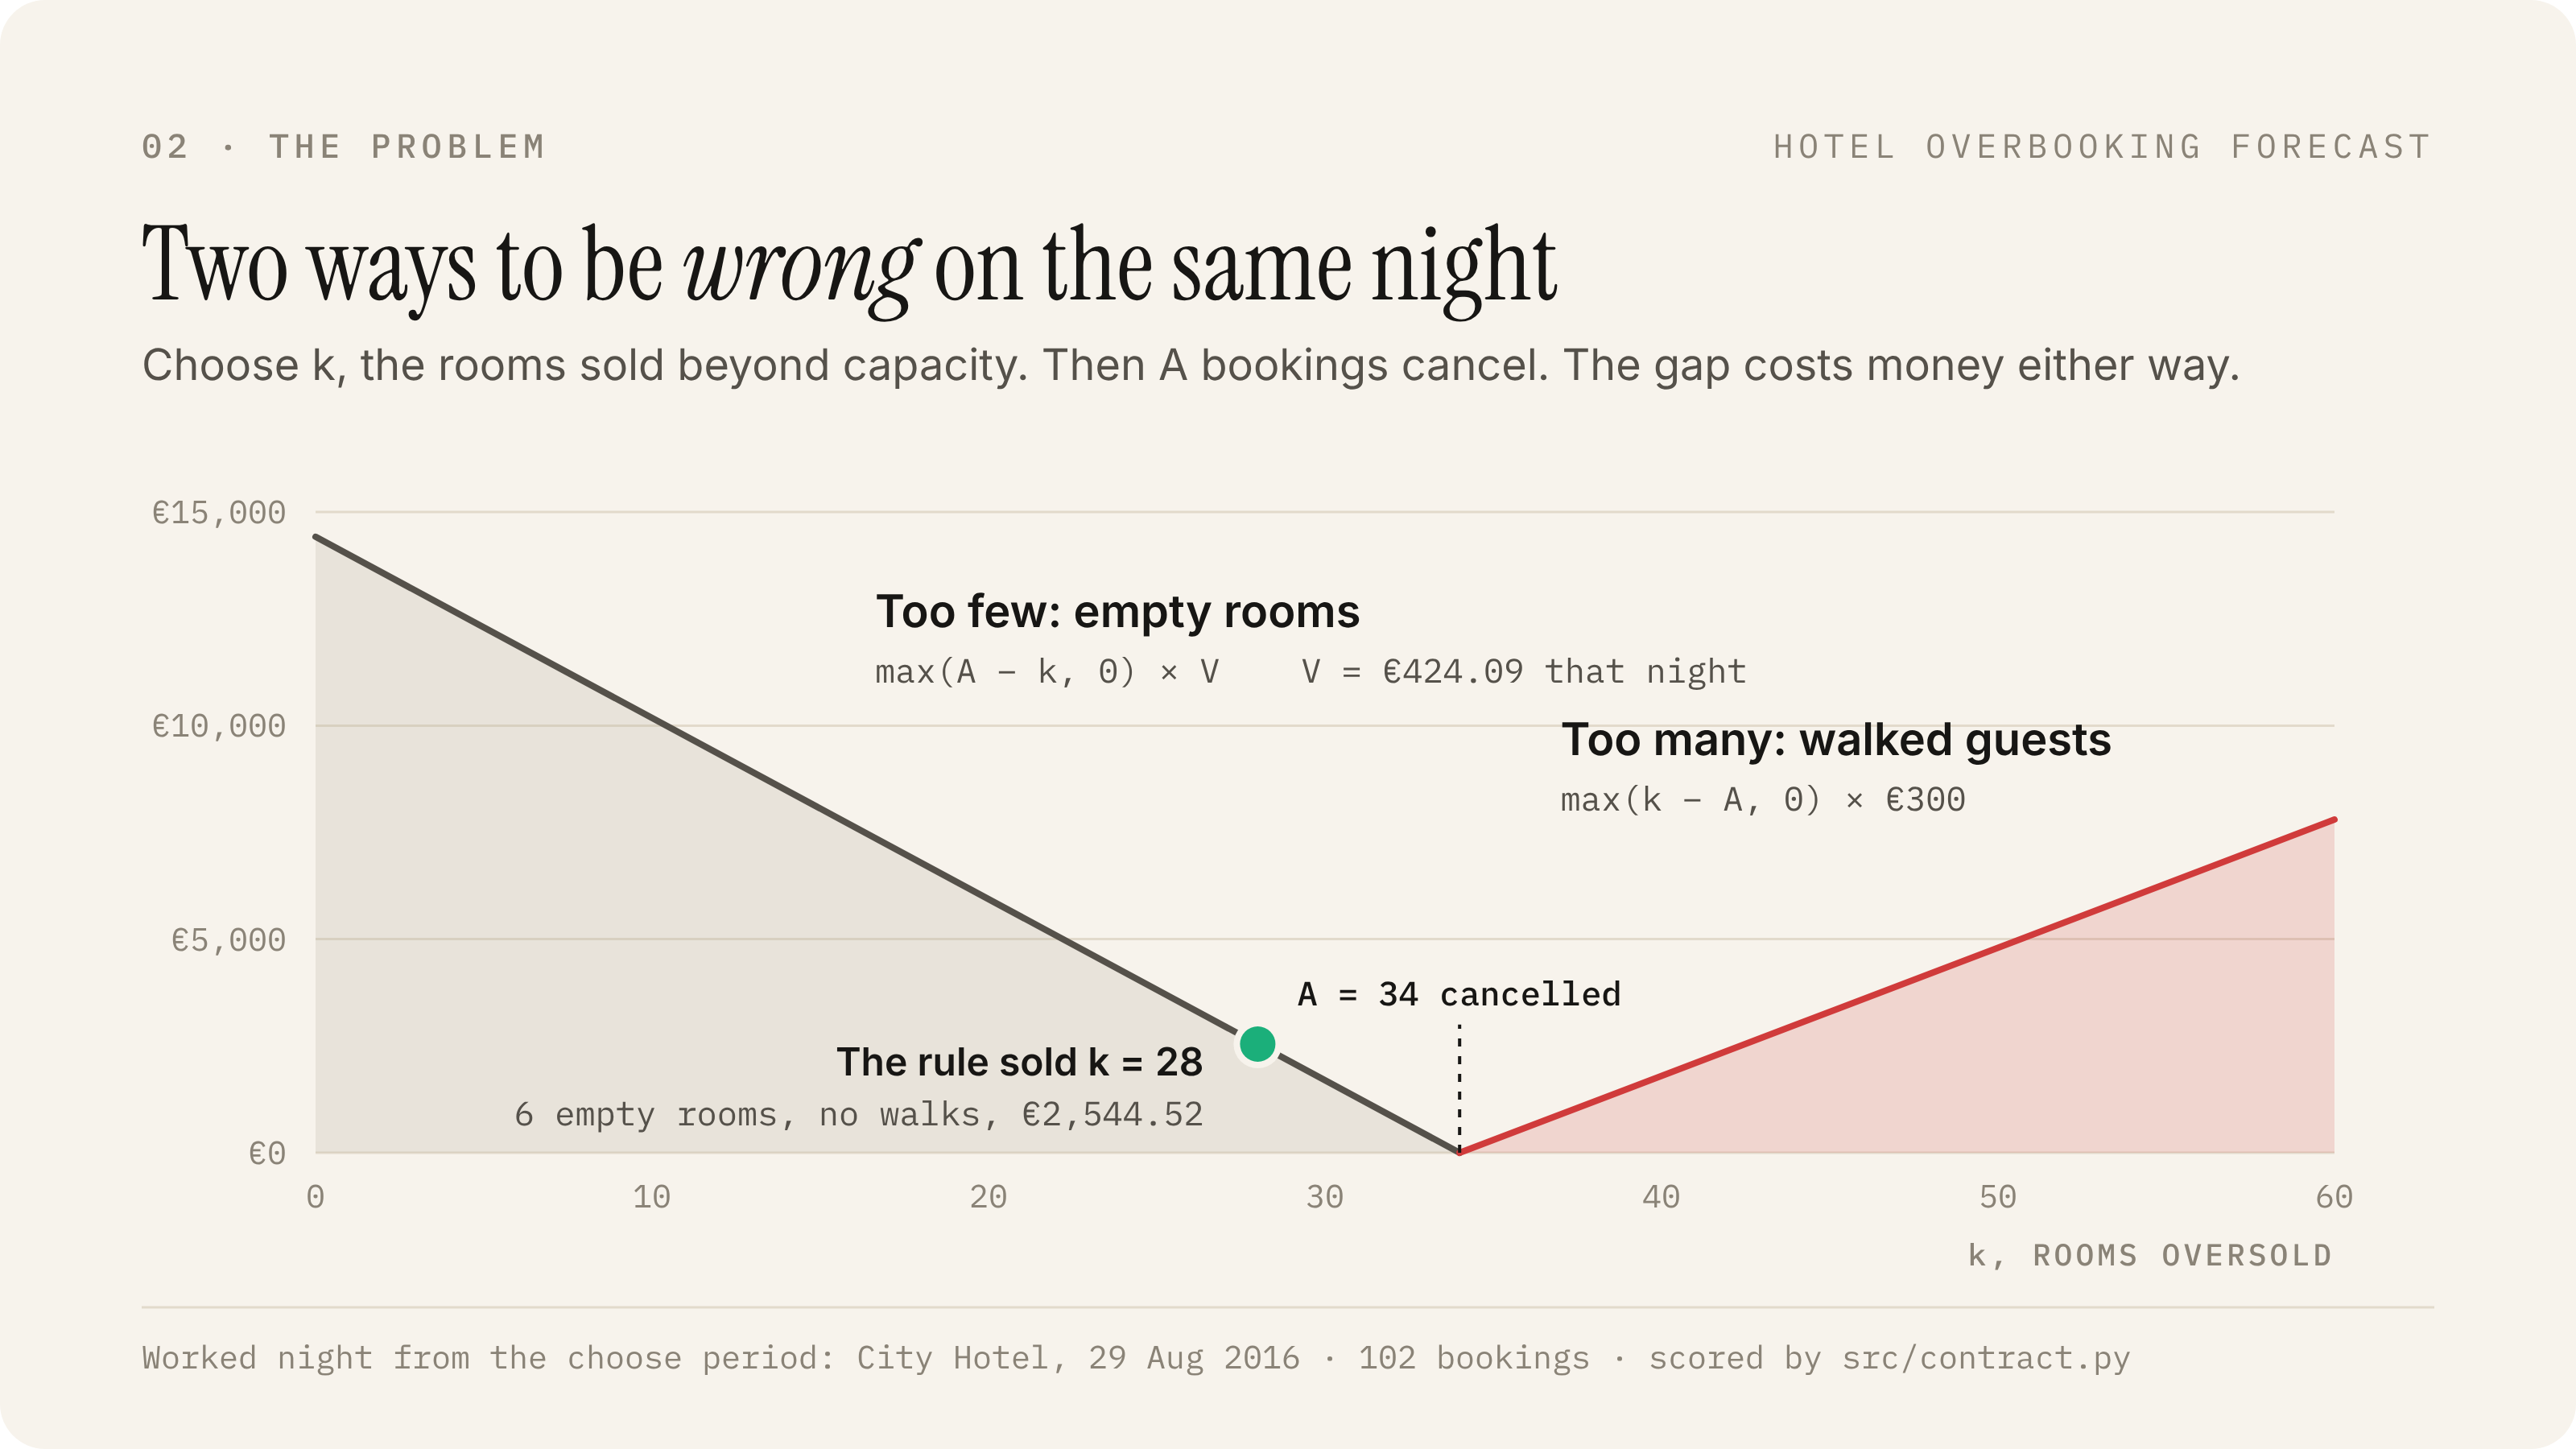 02 · THE PROBLEM
HOTEL OVERBOOKING FORECAST
Two ways to be wrong on the same night
Choose k, the rooms sold beyond capacity. Then A bookings cancel. The gap costs money either way.
€15,000
Too few: empty rooms
max(A − k, 0) × V    V = €424.09 that night
€10,000
Too many: walked guests
max(k − A, 0) × €300
€5,000
A = 34 cancelled
The rule sold k = 28
6 empty rooms, no walks, €2,544.52
€0
0 10 20 30 40 50 60
k, ROOMS OVERSOLD
Worked night from the choose period: City Hotel, 29 Aug 2016 · 102 bookings · scored by src/contract.py